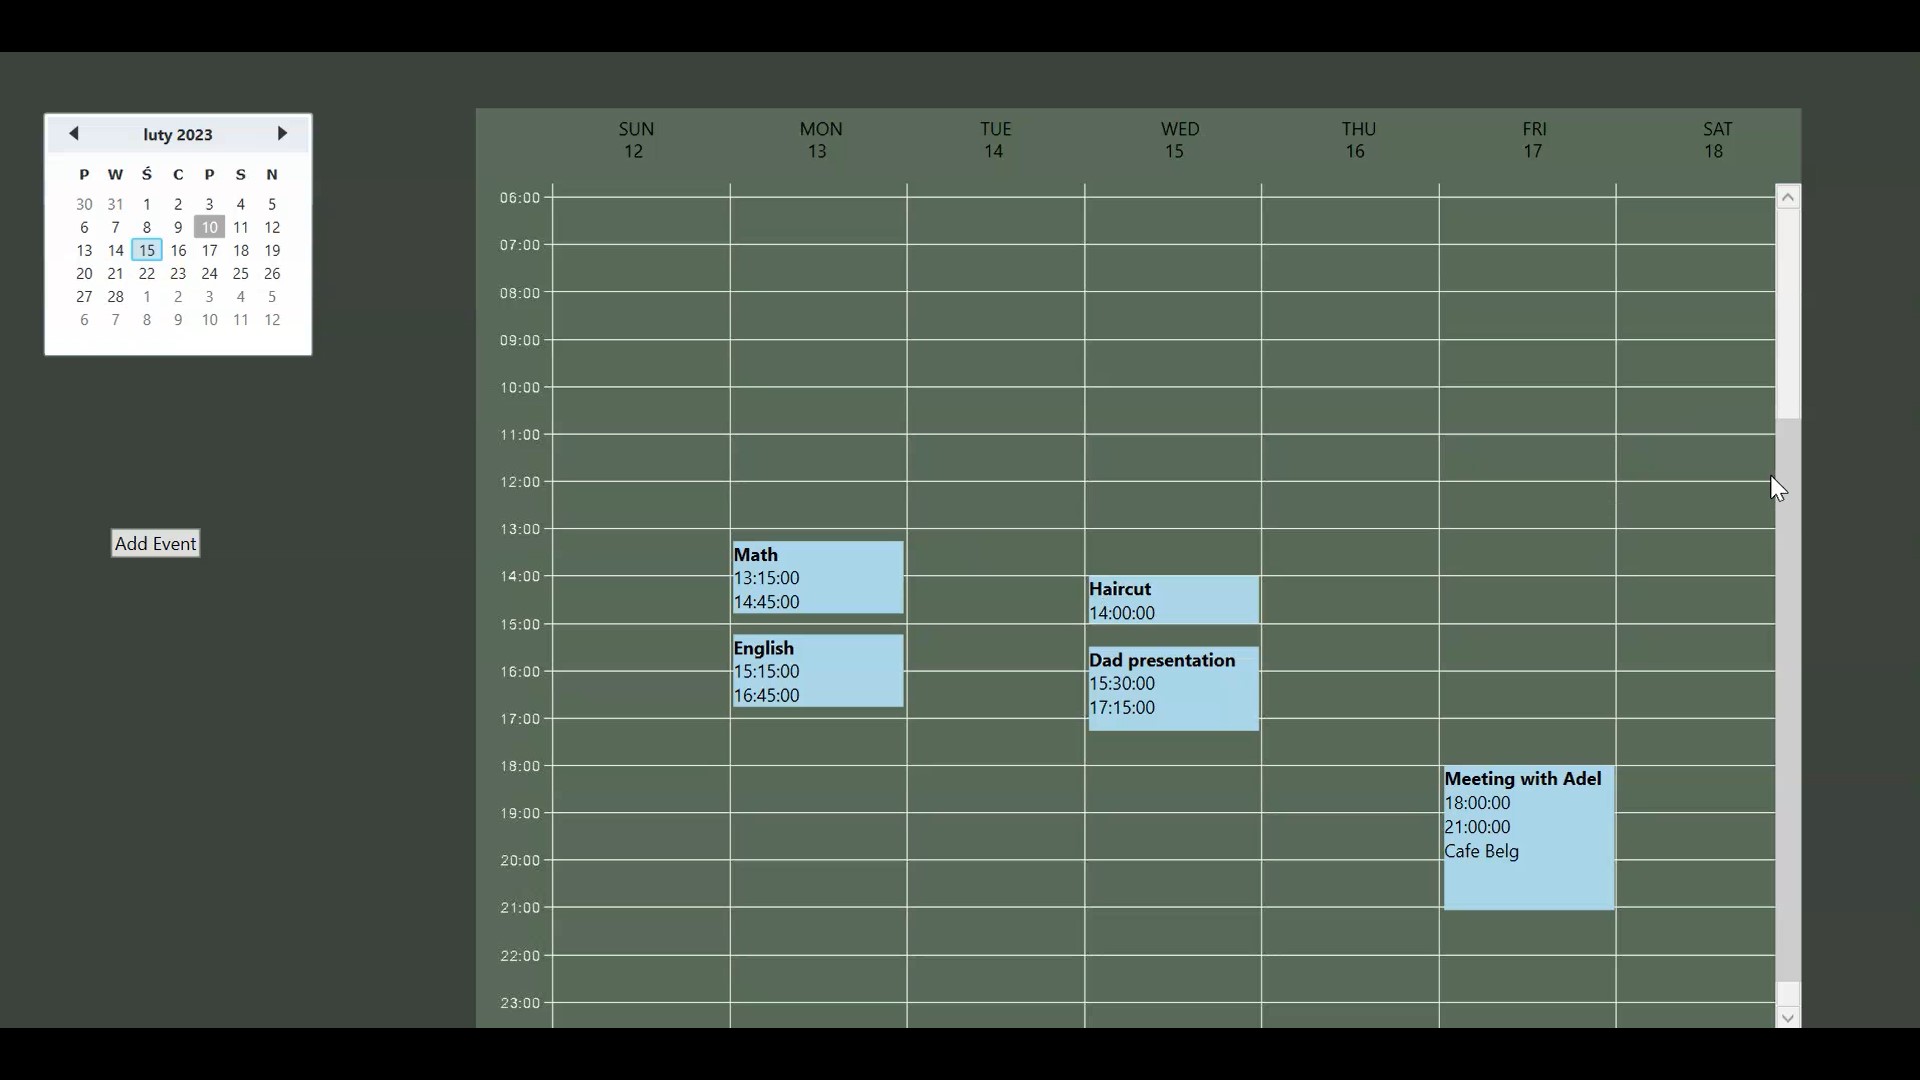 luty 2023
P W Ś C P S N
30 31 1 2 3 4 5
6 7 8 9 10 11 12
13 14 15 16 17 18 19
20 21 22 23 24 25 26
27 28 1 2 3 4 5
6 7 8 9 10 11 12
Add Event
SUN MON TUE WED THU FRI SAT
12 13 14 15 16 17 18
06:00
07:00
08:00
09:00
10:00
11:00
12:00
13:00
14:00
15:00
16:00
17:00
18:00
19:00
20:00
21:00
22:00
23:00
Math
13:15:00
14:45:00
English
15:15:00
16:45:00
Haircut
14:00:00
Dad presentation
15:30:00
17:15:00
Meeting with Adel
18:00:00
21:00:00
Cafe Belg